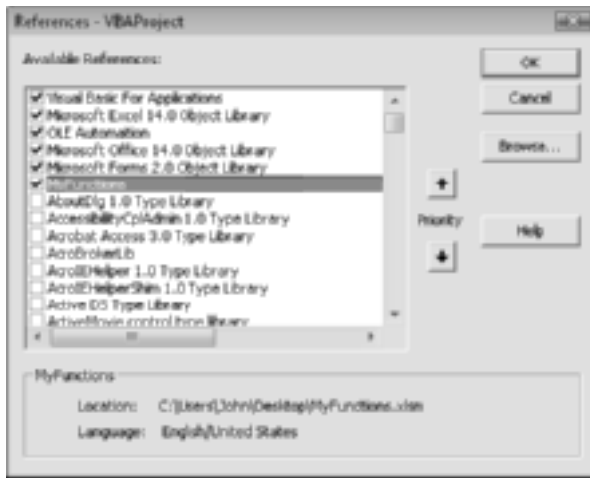 References - VBAProject
Available References:
OK
Cancel
Browse...
Visual Basic For Applications
Microsoft Excel 14.0 Object Library
OLE Automation
Microsoft Office 14.0 Object Library
Microsoft Forms 2.0 Object Library
MyFunctions
AboutDlg 1.0 Type Library
AccessibilityCplAdmin 1.0 Type Library
Acrobat Access 3.0 Type Library
AcroBrokerLib
AcroIEHelper 1.0 Type Library
AcroIEHelperShim 1.0 Type Library
Active DS Type Library
ActiveMovie control type library
Priority
Help
MyFunctions
Location: C:\Users\John\Desktop\MyFunctions.xlsm
Language: English/United States